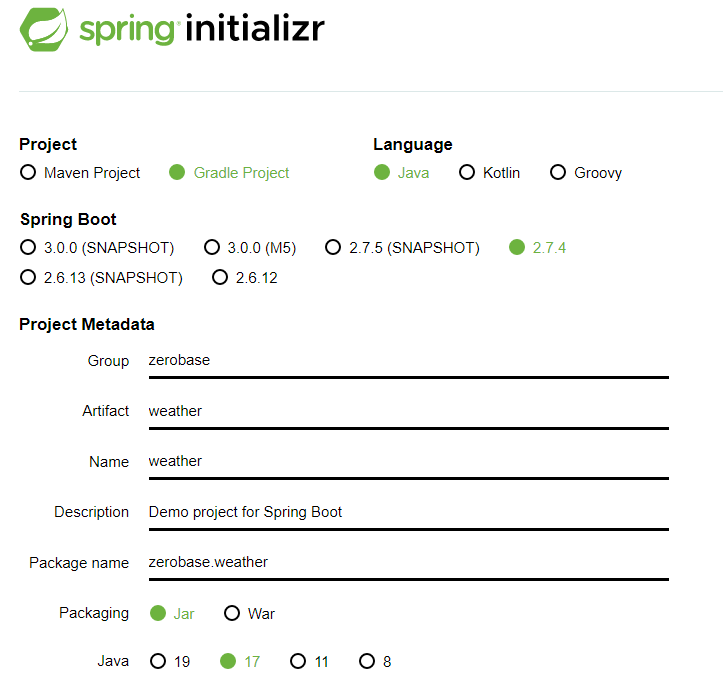 spring initializr
Project Language
Maven Project Gradle Project Java Kotlin Groovy
Spring Boot
3.0.0 (SNAPSHOT) 3.0.0 (M5) 2.7.5 (SNAPSHOT) 2.7.4
2.6.13 (SNAPSHOT) 2.6.12
Project Metadata
Group zerobase
Artifact weather
Name weather
Description Demo project for Spring Boot
Package name zerobase.weather
Packaging Jar War
Java 19 17 11 8